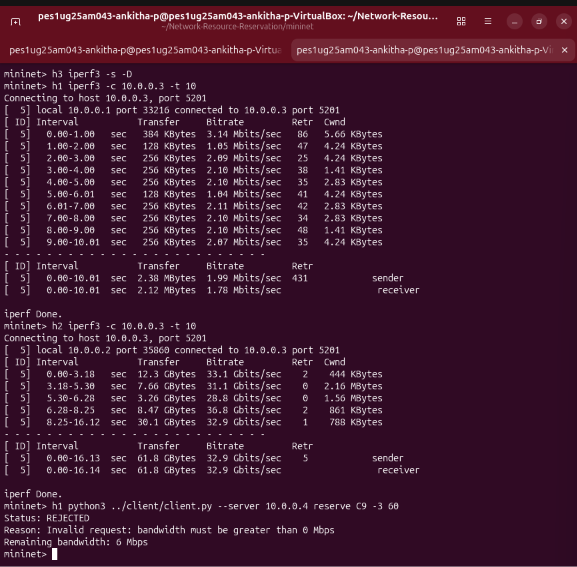 pes1ug25am043-ankitha-p@pes1ug25am043-ankitha-p-VirtualBox: ~/Network-Resou...
~/Network-Resource-Reservation/mininet
pes1ug25am043-ankitha-p@pes1ug25am043-ankitha-p-Virtua
pes1ug25am043-ankitha-p@pes1ug25am043-ankitha-p-Vi
mininet> h3 iperf3 -s -D
mininet> h1 iperf3 -c 10.0.0.3 -t 10
Connecting to host 10.0.0.3, port 5201
[  5] local 10.0.0.1 port 33216 connected to 10.0.0.3 port 5201
[ ID] Interval           Transfer     Bitrate         Retr  Cwnd
[  5]   0.00-1.00   sec   384 KBytes  3.14 Mbits/sec   86   5.66 KBytes
[  5]   1.00-2.00   sec   128 KBytes  1.05 Mbits/sec   47   4.24 KBytes
[  5]   2.00-3.00   sec   256 KBytes  2.09 Mbits/sec   25   4.24 KBytes
[  5]   3.00-4.00   sec   256 KBytes  2.10 Mbits/sec   38   1.41 KBytes
[  5]   4.00-5.00   sec   256 KBytes  2.10 Mbits/sec   35   2.83 KBytes
[  5]   5.00-6.01   sec   128 KBytes  1.04 Mbits/sec   41   4.24 KBytes
[  5]   6.01-7.00   sec   256 KBytes  2.11 Mbits/sec   42   2.83 KBytes
[  5]   7.00-8.00   sec   256 KBytes  2.10 Mbits/sec   34   2.83 KBytes
[  5]   8.00-9.00   sec   256 KBytes  2.10 Mbits/sec   48   1.41 KBytes
[  5]   9.00-10.01  sec   256 KBytes  2.07 Mbits/sec   35   4.24 KBytes
- - - - - - - - - - - - - - - - - - - - - - - - -
[ ID] Interval           Transfer     Bitrate         Retr
[  5]   0.00-10.01  sec  2.38 MBytes  1.99 Mbits/sec  431             sender
[  5]   0.00-10.01  sec  2.12 MBytes  1.78 Mbits/sec                  receiver
iperf Done.
mininet> h2 iperf3 -c 10.0.0.3 -t 10
Connecting to host 10.0.0.3, port 5201
[  5] local 10.0.0.2 port 35860 connected to 10.0.0.3 port 5201
[ ID] Interval           Transfer     Bitrate         Retr  Cwnd
[  5]   0.00-3.18   sec  12.3 GBytes  33.1 Gbits/sec    2    444 KBytes
[  5]   3.18-5.30   sec  7.66 GBytes  31.1 Gbits/sec    0   2.16 MBytes
[  5]   5.30-6.28   sec  3.26 GBytes  28.8 Gbits/sec    0   1.56 MBytes
[  5]   6.28-8.25   sec  8.47 GBytes  36.8 Gbits/sec    2    861 KBytes
[  5]   8.25-16.12  sec  30.1 GBytes  32.9 Gbits/sec    1    788 KBytes
- - - - - - - - - - - - - - - - - - - - - - - - -
[ ID] Interval           Transfer     Bitrate         Retr
[  5]   0.00-16.13  sec  61.8 GBytes  32.9 Gbits/sec    5             sender
[  5]   0.00-16.14  sec  61.8 GBytes  32.9 Gbits/sec                  receiver
iperf Done.
mininet> h1 python3 ../client/client.py --server 10.0.0.4 reserve C9 -3 60
Status: REJECTED
Reason: Invalid request: bandwidth must be greater than 0 Mbps
Remaining bandwidth: 6 Mbps
mininet>